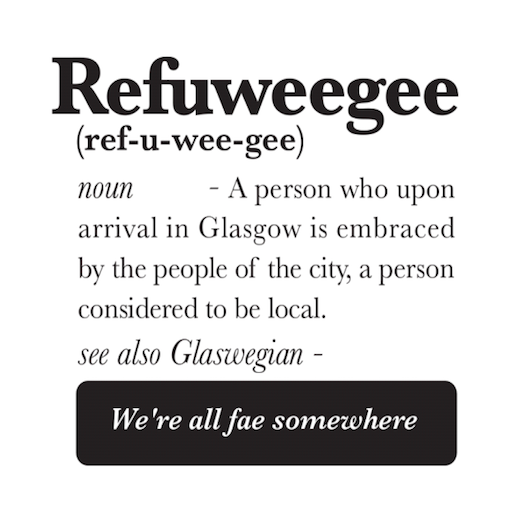 Refuweegee
(ref-u-wee-gee)
noun - A person who upon
arrival in Glasgow is embraced
by the people of the city, a person
considered to be local.
see also Glaswegian -
We're all fae somewhere